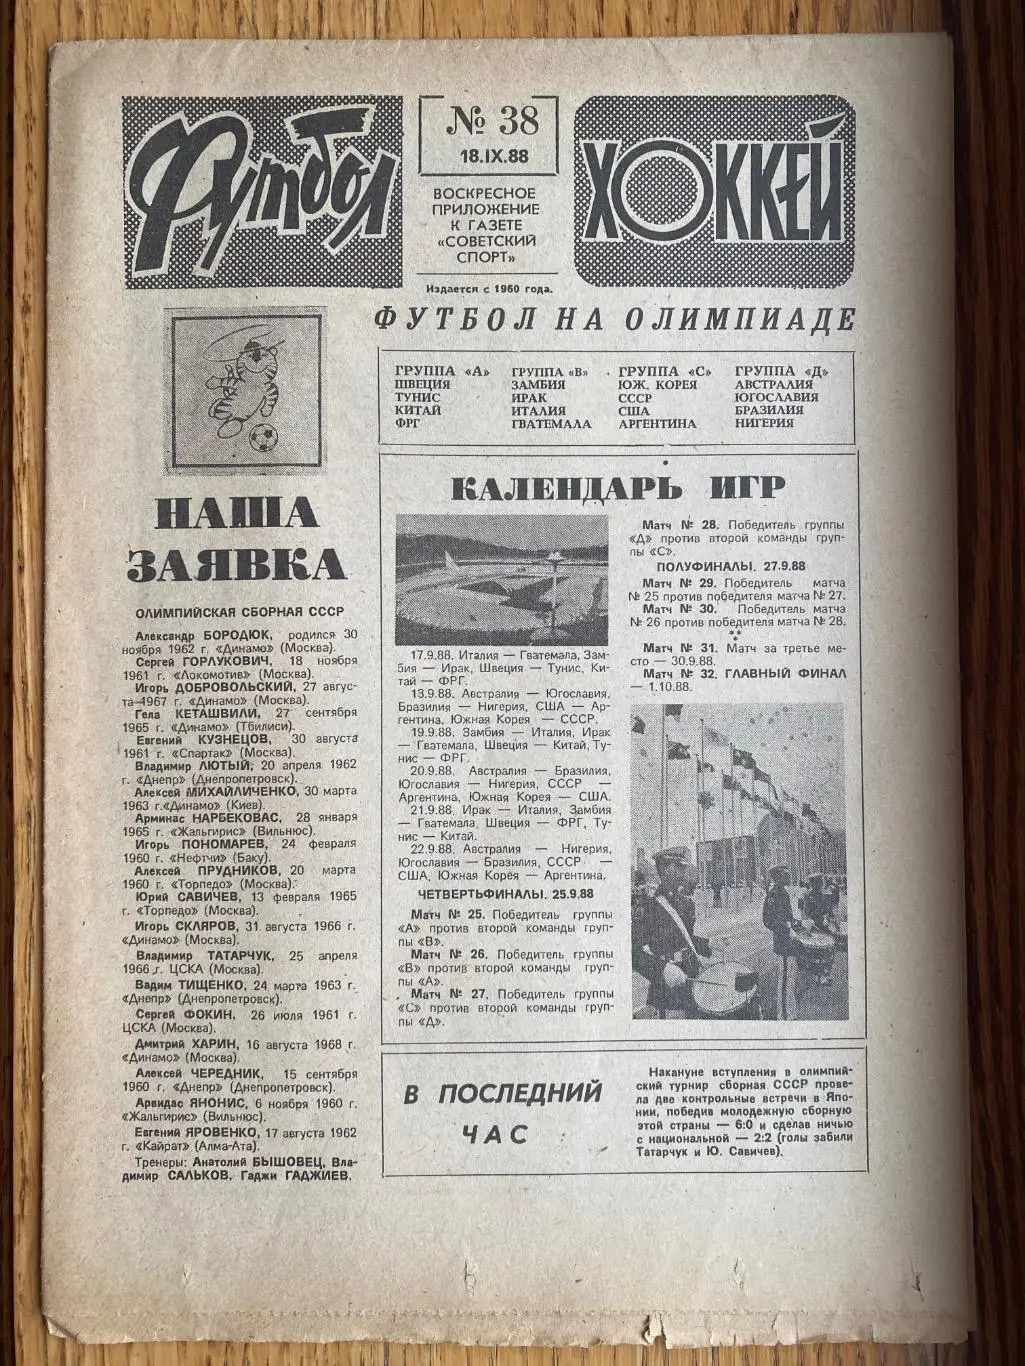 Футбол
№ 38
18.IX.88
ВОСКРЕСНОЕ
ПРИЛОЖЕНИЕ
К ГАЗЕТЕ
«СОВЕТСКИЙ
СПОРТ»
Издается с 1960 года.
ХОККЕЙ
ФУТБОЛ НА ОЛИМПИАДЕ
ГРУППА «А»
ШВЕЦИЯ
ТУНИС
КИТАЙ
ФРГ
ГРУППА «В»
ЗАМБИЯ
ИРАК
ИТАЛИЯ
ГВАТЕМАЛА
ГРУППА «С»
ЮЖ. КОРЕЯ
СССР
США
АРГЕНТИНА
ГРУППА «Д»
АВСТРАЛИЯ
ЮГОСЛАВИЯ
БРАЗИЛИЯ
НИГЕРИЯ
НАША
ЗАЯВКА
ОЛИМПИЙСКАЯ СБОРНАЯ СССР
Александр БОРОДЮК, родился 30
ноября 1962 г. «Динамо» (Москва).
Сергей ГОРЛУКОВИЧ, 18 ноября
1961 г. «Локомотив» (Москва).
Игорь ДОБРОВОЛЬСКИЙ, 27 авгус-
та 1967 г. «Динамо» (Москва).
Гела КЕТАШВИЛИ, 27 сентября
1965 г. «Динамо» (Тбилиси).
Евгений КУЗНЕЦОВ, 30 августа
1961 г. «Спартак» (Москва).
Владимир ЛЮТЫЙ, 20 апреля 1962
г. «Днепр» (Днепропетровск).
Алексей МИХАЙЛИЧЕНКО, 30 марта
1963 г.«Динамо» (Киев).
Арминас НАРБЕКОВАС, 28 января
1965 г. «Жальгирис» (Вильнюс).
Игорь ПОНОМАРЕВ, 24 февраля
1960 г. «Нефтчи» (Баку).
Алексей ПРУДНИКОВ, 20 марта
1960 г. «Торпедо» (Москва).
Юрий САВИЧЕВ, 13 февраля 1965
г. «Торпедо» (Москва).
Игорь СКЛЯРОВ, 31 августа 1966 г.
«Динамо» (Москва).
Владимир ТАТАРЧУК, 25 апреля
1966 г. ЦСКА (Москва).
Вадим ТИЩЕНКО, 24 марта 1963 г.
«Днепр» (Днепропетровск).
Сергей ФОКИН, 26 июля 1961 г.
ЦСКА (Москва).
Дмитрий ХАРИН, 16 августа 1968 г.
«Динамо» (Москва).
Алексей ЧЕРЕДНИК, 15 сентября
1960 г. «Днепр» (Днепропетровск).
Арвидас ЯНОНИС, 6 ноября 1960 г.
«Жальгирис» (Вильнюс).
Евгений ЯРОВЕНКО, 17 августа 1962
г. «Кайрат» (Алма-Ата).
Тренеры: Анатолий БЫШОВЕЦ, Вла-
димир САЛЬКОВ, Гаджи ГАДЖИЕВ.
КАЛЕНДАРЬ ИГР
17.9.88. Италия — Гватемала, Зам-
бия — Ирак, Швеция — Тунис, Ки-
тай — ФРГ.
18.9.88. Австралия — Югославия,
Бразилия — Нигерия, США — Ар-
гентина, Южная Корея — СССР.
19.9.88. Замбия — Италия, Ирак
— Гватемала, Швеция — Китай, Ту-
нис — ФРГ.
20.9.88. Австралия — Бразилия,
Югославия — Нигерия, СССР —
Аргентина, Южная Корея — США.
21.9.88. Ирак — Италия, Замбия
— Гватемала, Швеция — ФРГ, Ту-
нис — Китай.
22.9.88. Австралия — Нигерия,
Югославия — Бразилия, СССР —
США, Южная Корея — Аргентина.
ЧЕТВЕРТЬФИНАЛЫ. 25.9.88
Матч № 25. Победитель группы
«А» против второй команды груп-
пы «В».
Матч № 26. Победитель группы
«В» против второй команды груп-
пы «А».
Матч № 27. Победитель группы
«С» против второй команды груп-
пы «Д».
Матч № 28. Победитель группы
«Д» против второй команды груп-
пы «С».
ПОЛУФИНАЛЫ. 27.9.88
Матч № 29. Победитель матча
№ 25 против победителя матча № 27.
Матч № 30. Победитель матча
№ 26 против победителя матча № 28.
***
Матч № 31. Матч за третье ме-
сто — 30.9.88.
Матч № 32. ГЛАВНЫЙ ФИНАЛ
— 1.10.88.
В ПОСЛЕДНИЙ
ЧАС
Накануне вступления в олимпий-
ский турнир сборная СССР прове-
ла две контрольные встречи в Япо-
нии, победив молодежную сборную
этой страны — 6:0 и сделав ничью
с национальной — 2:2 (голы забили
Татарчук и Ю. Савичев).